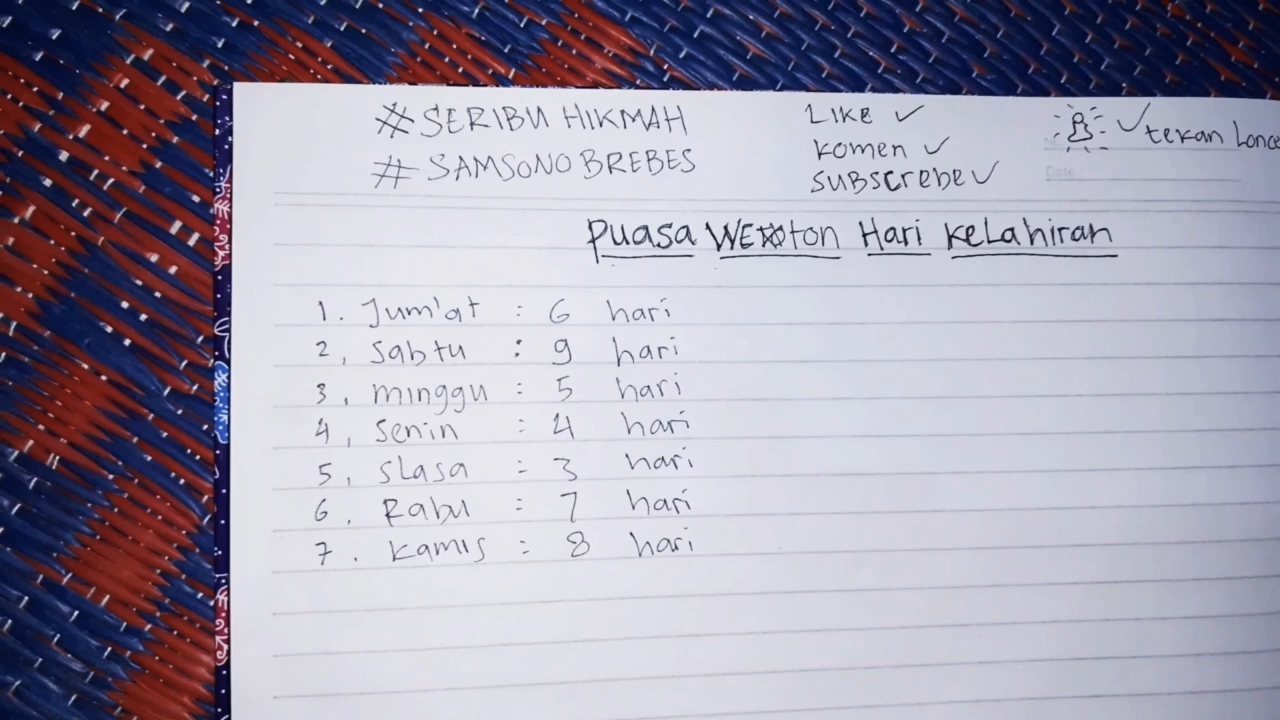 #SERIBU HIKMAH
#SAMSONO BREBES
LIKE ✓
komen ✓
subscrebe ✓
✓ tekan Lonce
Puasa WEton Hari KeLahiran
1. Jum'at : 6 hari
2, sabtu : 9 hari
3, minggu : 5 hari
4, senin : 4 hari
5, sLasa : 3 hari
6. Rabu : 7 hari
7. kamis : 8 hari